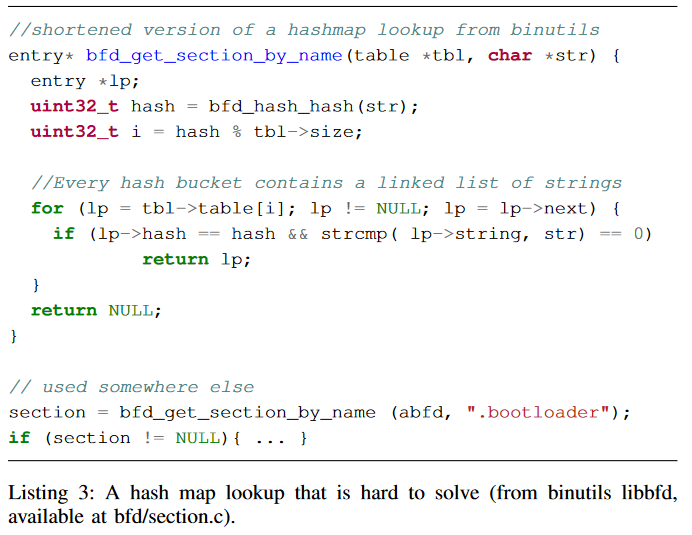 //shortened version of a hashmap lookup from binutils
entry* bfd_get_section_by_name(table *tbl, char *str) {
  entry *lp;
  uint32_t hash = bfd_hash_hash(str);
  uint32_t i = hash % tbl->size;

  //Every hash bucket contains a linked list of strings
  for (lp = tbl->table[i]; lp != NULL; lp = lp->next) {
    if (lp->hash == hash && strcmp( lp->string, str) == 0)
            return lp;
  }
  return NULL;
}

// used somewhere else
section = bfd_get_section_by_name (abfd, ".bootloader");
if (section != NULL){ ... }
Listing 3: A hash map lookup that is hard to solve (from binutils libbfd,
available at bfd/section.c).